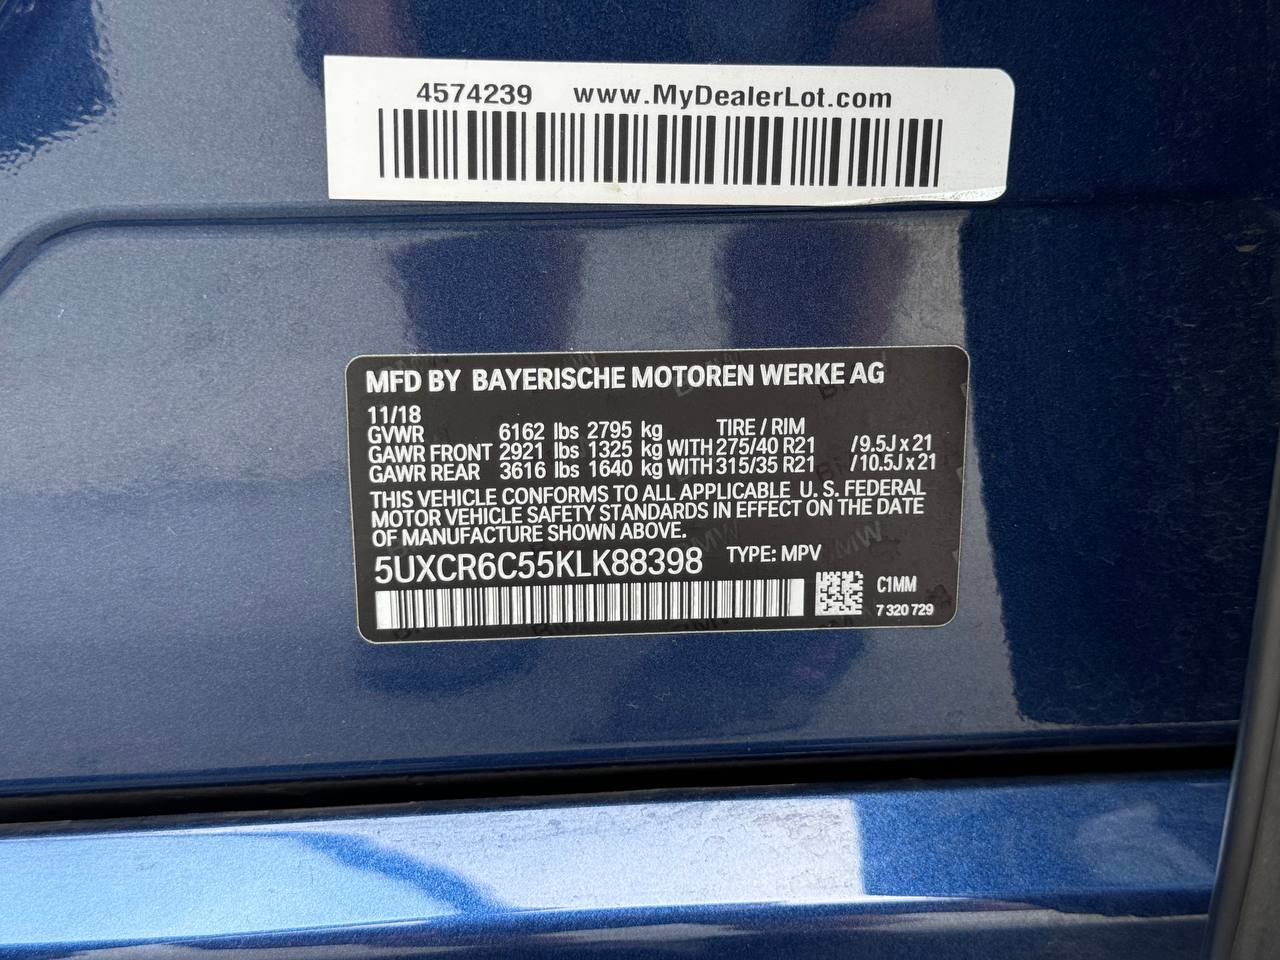 4574239 www.MyDealerLot.com
MFD BY BAYERISCHE MOTOREN WERKE AG
11/18
GVWR 6162 lbs 2795 kg TIRE / RIM
GAWR FRONT 2921 lbs 1325 kg WITH 275/40 R21 /9.5J x 21
GAWR REAR 3616 lbs 1640 kg WITH 315/35 R21 /10.5J x 21
THIS VEHICLE CONFORMS TO ALL APPLICABLE U. S. FEDERAL
MOTOR VEHICLE SAFETY STANDARDS IN EFFECT ON THE DATE
OF MANUFACTURE SHOWN ABOVE.
5UXCR6C55KLK88398 TYPE: MPV
C1MM
7 320 729